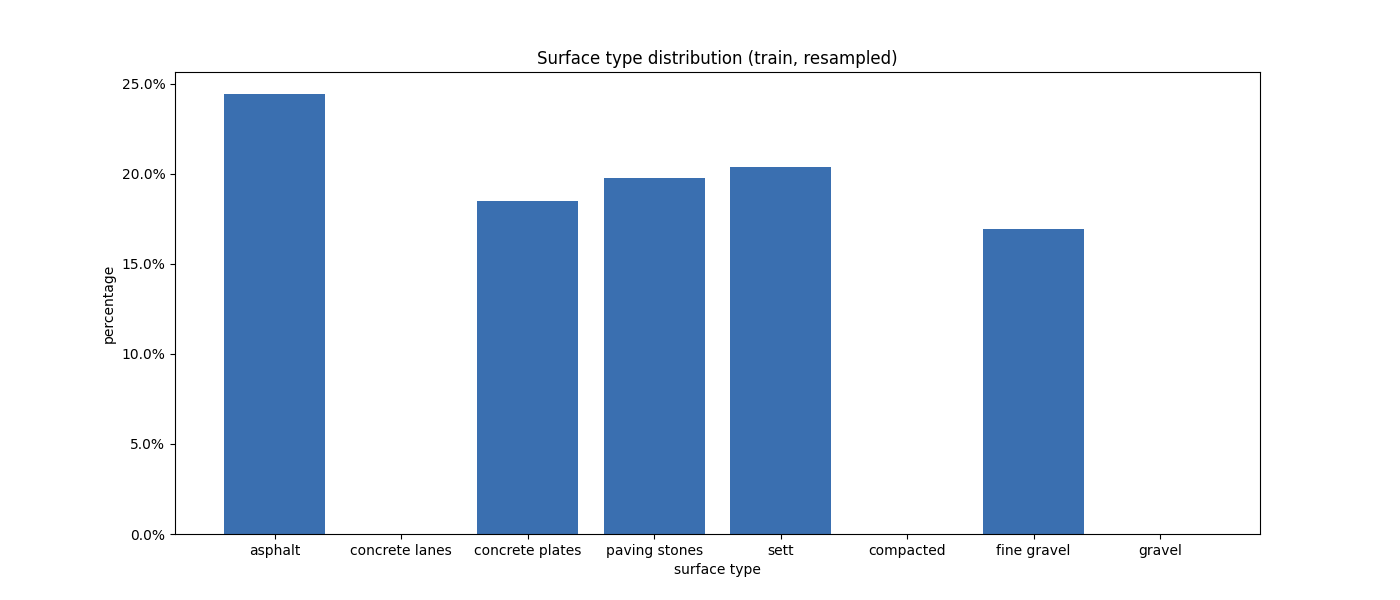 Surface type distribution (train, resampled)
25.0%
20.0%
15.0%
10.0%
5.0%
0.0%
percentage
asphalt concrete lanes concrete plates paving stones sett compacted fine gravel gravel
surface type